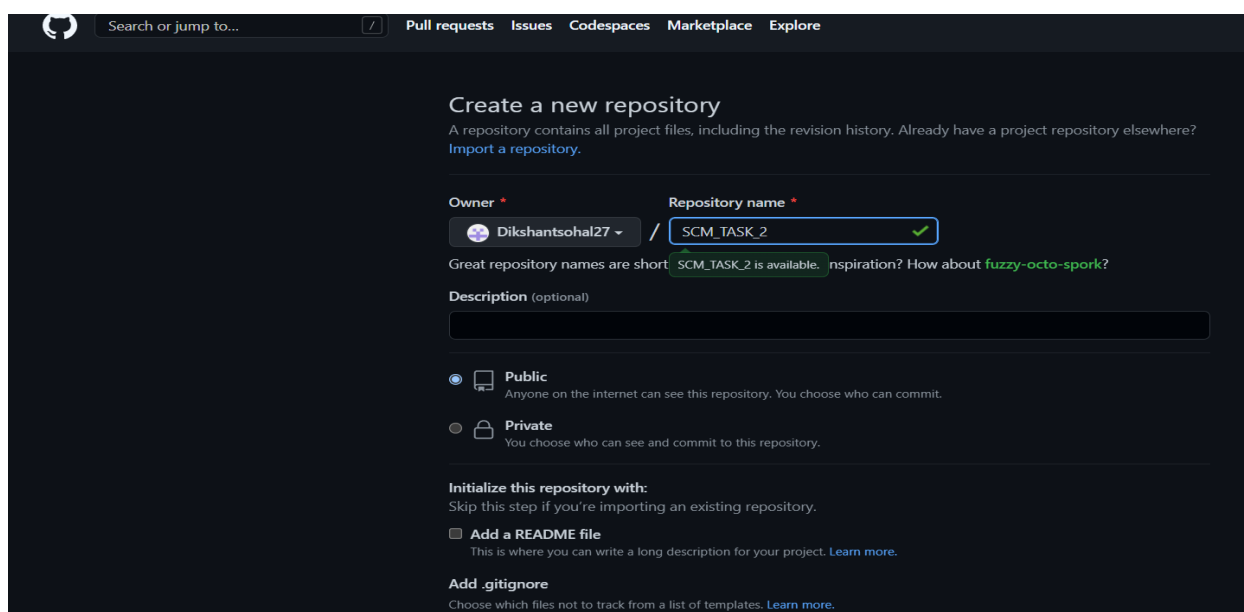 Search or jump to... /
Pull requests Issues Codespaces Marketplace Explore
Create a new repository
A repository contains all project files, including the revision history. Already have a project repository elsewhere?
Import a repository.
Owner * Repository name *
Dikshantsohal27 / SCM_TASK_2
Great repository names are short SCM_TASK_2 is available. nspiration? How about fuzzy-octo-spork?
Description (optional)
Public
Anyone on the internet can see this repository. You choose who can commit.
Private
You choose who can see and commit to this repository.
Initialize this repository with:
Skip this step if you're importing an existing repository.
Add a README file
This is where you can write a long description for your project. Learn more.
Add .gitignore
Choose which files not to track from a list of templates. Learn more.